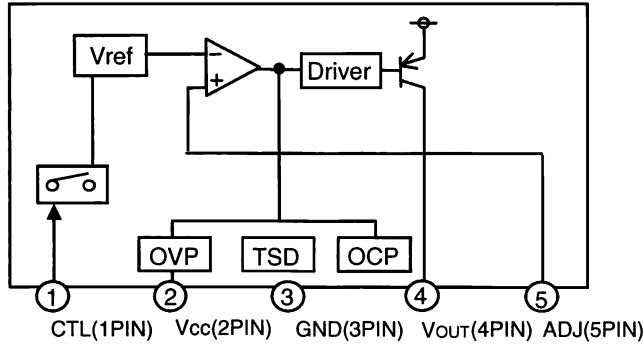 Vref
−
+
Driver
OVP
TSD
OCP
1
2
3
4
5
CTL(1PIN)
Vcc(2PIN)
GND(3PIN)
VOUT(4PIN)
ADJ(5PIN)